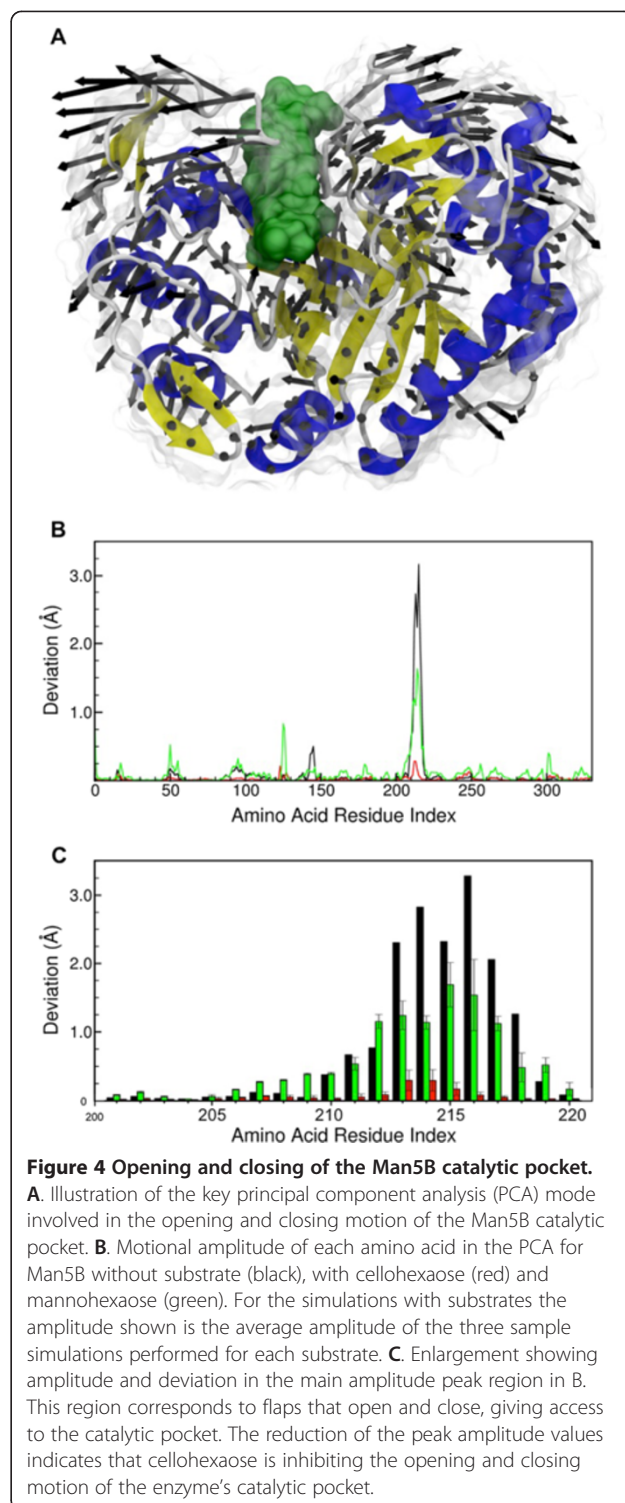 A
B
3.0
2.0
1.0
Deviation (Å)
0 50 100 150 200 250 300
Amino Acid Residue Index
C
3.0
2.0
1.0
0
Deviation (Å)
200 205 210 215 220
Amino Acid Residue Index
Figure 4 Opening and closing of the Man5B catalytic pocket.
A. Illustration of the key principal component analysis (PCA) mode
involved in the opening and closing motion of the Man5B catalytic
pocket. B. Motional amplitude of each amino acid in the PCA for
Man5B without substrate (black), with cellohexaose (red) and
mannohexaose (green). For the simulations with substrates the
amplitude shown is the average amplitude of the three sample
simulations performed for each substrate. C. Enlargement showing
amplitude and deviation in the main amplitude peak region in B.
This region corresponds to flaps that open and close, giving access
to the catalytic pocket. The reduction of the peak amplitude values
indicates that cellohexaose is inhibiting the opening and closing
motion of the enzyme's catalytic pocket.